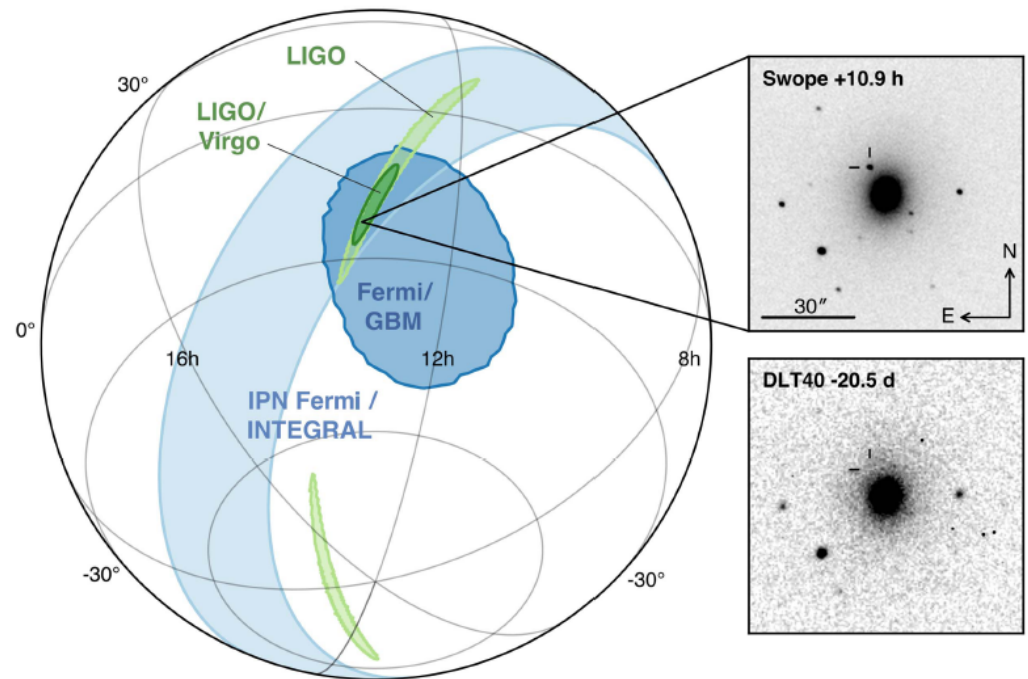 LIGO
LIGO/
Virgo
30°
0°
16h
12h
8h
Fermi/
GBM
IPN Fermi /
INTEGRAL
-30°
-30°
Swope +10.9 h
N
E
30″
DLT40 -20.5 d